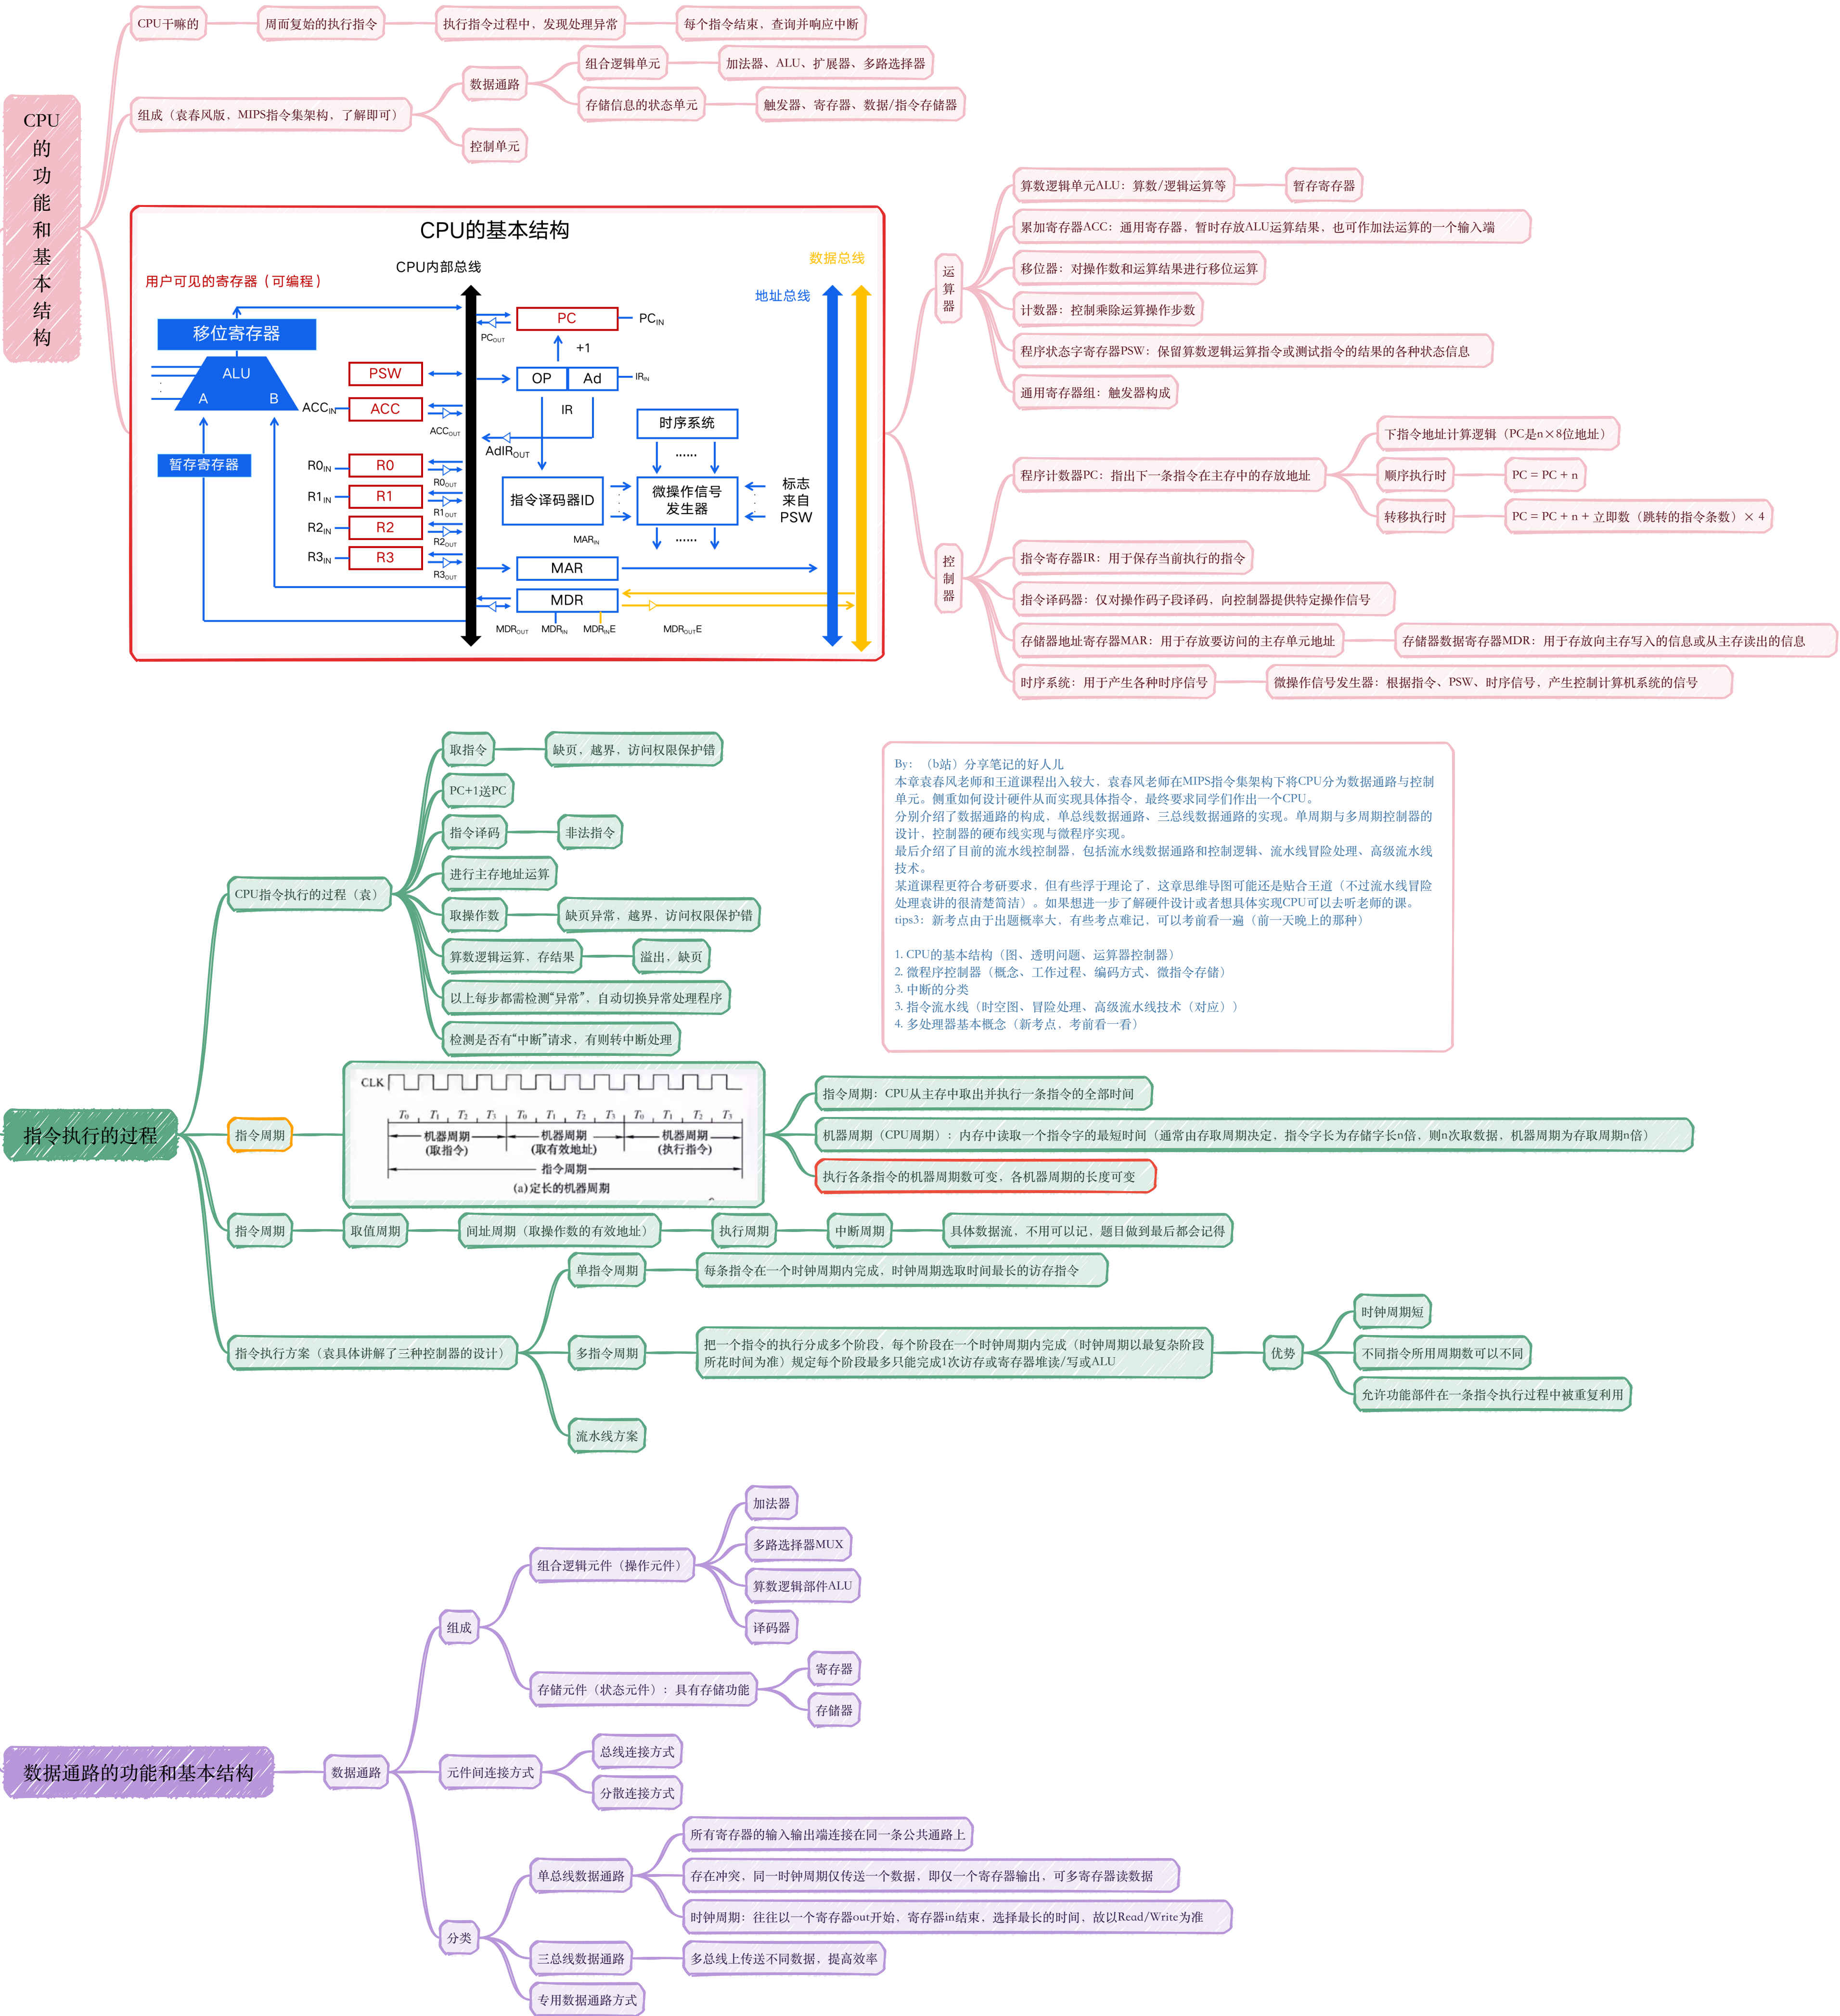 CPU
的
功
能
和
基
本
结
构
CPU干嘛的
周而复始的执行指令
执行指令过程中，发现处理异常
每个指令结束，查询并响应中断
组成（袁春风版，MIPS指令集架构，了解即可）
数据通路
组合逻辑单元
加法器、ALU、扩展器、多路选择器
存储信息的状态单元
触发器、寄存器、数据/指令存储器
控制单元
CPU的基本结构
用户可见的寄存器（可编程）
CPU内部总线
数据总线
地址总线
移位寄存器
ALU
A
B
暂存寄存器
PSW
ACCIN
ACC
ACCOUT
R0IN
R0
R0OUT
R1IN
R1
R1OUT
R2IN
R2
R2OUT
R3IN
R3
R3OUT
PC
PCIN
PCOUT
+1
OP
Ad
IRIN
IR
AdIROUT
时序系统
......
指令译码器ID
微操作信号
发生器
标志
来自
PSW
......
MARIN
MAR
MDR
MDROUT
MDRIN
MDRINE
MDROUTE
运
算
器
算数逻辑单元ALU：算数/逻辑运算等
暂存寄存器
累加寄存器ACC：通用寄存器，暂时存放ALU运算结果，也可作加法运算的一个输入端
移位器：对操作数和运算结果进行移位运算
计数器：控制乘除运算操作步数
程序状态字寄存器PSW：保留算数逻辑运算指令或测试指令的结果的各种状态信息
通用寄存器组：触发器构成
控
制
器
程序计数器PC：指出下一条指令在主存中的存放地址
下指令地址计算逻辑（PC是n×8位地址）
顺序执行时
PC = PC + n
转移执行时
PC = PC + n + 立即数（跳转的指令条数）× 4
指令寄存器IR：用于保存当前执行的指令
指令译码器：仅对操作码子段译码，向控制器提供特定操作信号
存储器地址寄存器MAR：用于存放要访问的主存单元地址
存储器数据寄存器MDR：用于存放向主存写入的信息或从主存读出的信息
时序系统：用于产生各种时序信号
微操作信号发生器：根据指令、PSW、时序信号，产生控制计算机系统的信号
By：（b站）分享笔记的好人儿
本章袁春风老师和王道课程出入较大，袁春风老师在MIPS指令集架构下将CPU分为数据通路与控制
单元。侧重如何设计硬件从而实现具体指令，最终要求同学们作出一个CPU。
分别介绍了数据通路的构成，单总线数据通路、三总线数据通路的实现。单周期与多周期控制器的
设计，控制器的硬布线实现与微程序实现。
最后介绍了目前的流水线控制器，包括流水线数据通路和控制逻辑、流水线冒险处理、高级流水线
技术。
某道课程更符合考研要求，但有些浮于理论了，这章思维导图可能还是贴合王道（不过流水线冒险
处理袁讲的很清楚简洁）。如果想进一步了解硬件设计或者想具体实现CPU可以去听老师的课。
tips3：新考点由于出题概率大，有些考点难记，可以考前看一遍（前一天晚上的那种）
1. CPU的基本结构（图、透明问题、运算器控制器）
2. 微程序控制器（概念、工作过程、编码方式、微指令存储）
3. 中断的分类
3. 指令流水线（时空图、冒险处理、高级流水线技术（对应））
4. 多处理器基本概念（新考点，考前看一看）
指令执行的过程
CPU指令执行的过程（袁）
取指令
缺页，越界，访问权限保护错
PC+1送PC
指令译码
非法指令
进行主存地址运算
取操作数
缺页异常，越界，访问权限保护错
算数逻辑运算，存结果
溢出，缺页
以上每步都需检测“异常”，自动切换异常处理程序
检测是否有“中断”请求，有则转中断处理
指令周期
CLK
T0 T1 T2 T3 T0 T1 T2 T3 T0 T1 T2 T3
机器周期 机器周期 机器周期
(取指令) (取有效地址) (执行指令)
指令周期
(a)定长的机器周期
指令周期：CPU从主存中取出并执行一条指令的全部时间
机器周期（CPU周期）：内存中读取一个指令字的最短时间（通常由存取周期决定，指令字长为存储字长n倍，则n次取数据，机器周期为存取周期n倍）
执行各条指令的机器周期数可变，各机器周期的长度可变
指令周期
取值周期
间址周期（取操作数的有效地址）
执行周期
中断周期
具体数据流，不用可以记，题目做到最后都会记得
指令执行方案（袁具体讲解了三种控制器的设计）
单指令周期
每条指令在一个时钟周期内完成，时钟周期选取时间最长的访存指令
多指令周期
把一个指令的执行分成多个阶段，每个阶段在一个时钟周期内完成（时钟周期以最复杂阶段
所花时间为准）规定每个阶段最多只能完成1次访存或寄存器堆读/写或ALU
优势
时钟周期短
不同指令所用周期数可以不同
允许功能部件在一条指令执行过程中被重复利用
流水线方案
数据通路的功能和基本结构
数据通路
组成
组合逻辑元件（操作元件）
加法器
多路选择器MUX
算数逻辑部件ALU
译码器
存储元件（状态元件）：具有存储功能
寄存器
存储器
元件间连接方式
总线连接方式
分散连接方式
分类
单总线数据通路
所有寄存器的输入输出端连接在同一条公共通路上
存在冲突，同一时钟周期仅传送一个数据，即仅一个寄存器输出，可多寄存器读数据
时钟周期：往往以一个寄存器out开始，寄存器in结束，选择最长的时间，故以Read/Write为准
三总线数据通路
多总线上传送不同数据，提高效率
专用数据通路方式